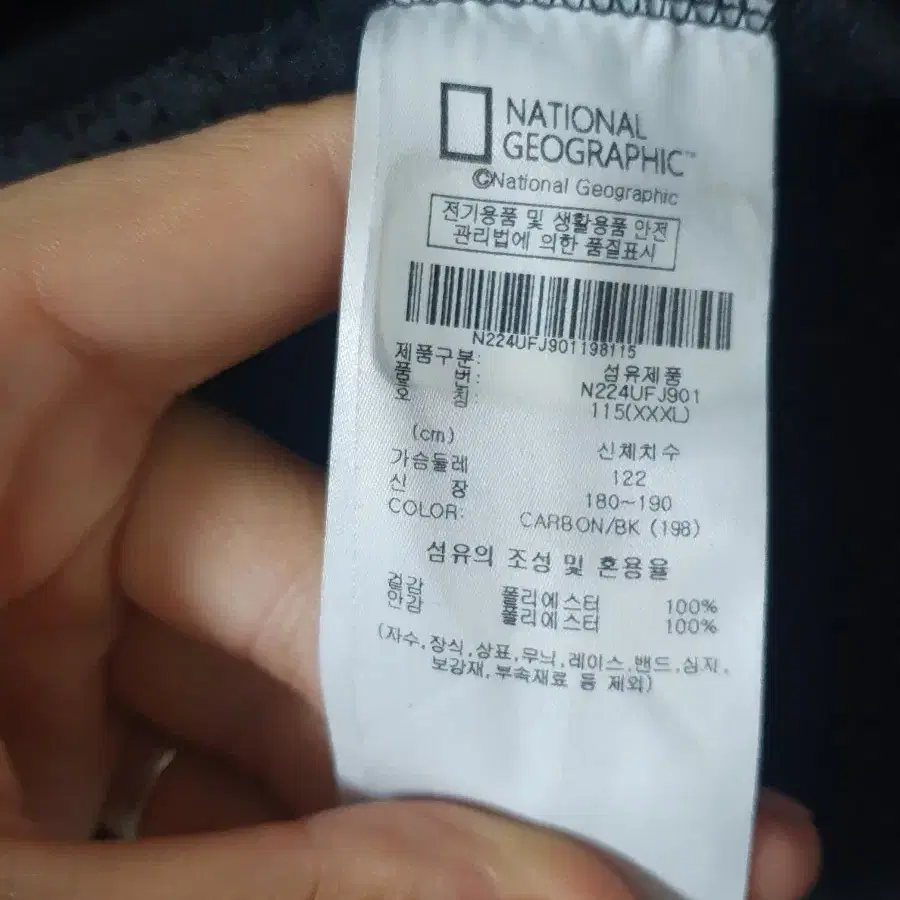 NATIONAL
GEOGRAPHIC™
©National Geographic
전기용품 및 생활용품 안전
관리법에 의한 품질표시
N224UFJ901198115
제품구분: 섬유제품
품 번: N224UFJ901
호 칭: 115(XXXL)
(cm) 신체치수
가슴둘레 122
신 장 180~190
COLOR: CARBON/BK (198)
섬유의 조성 및 혼용율
겉감 폴리에스터 100%
안감 폴리에스터 100%
(자수,장식,상표,무늬,레이스,밴드,심지,
보강재,부속재료 등 제외)